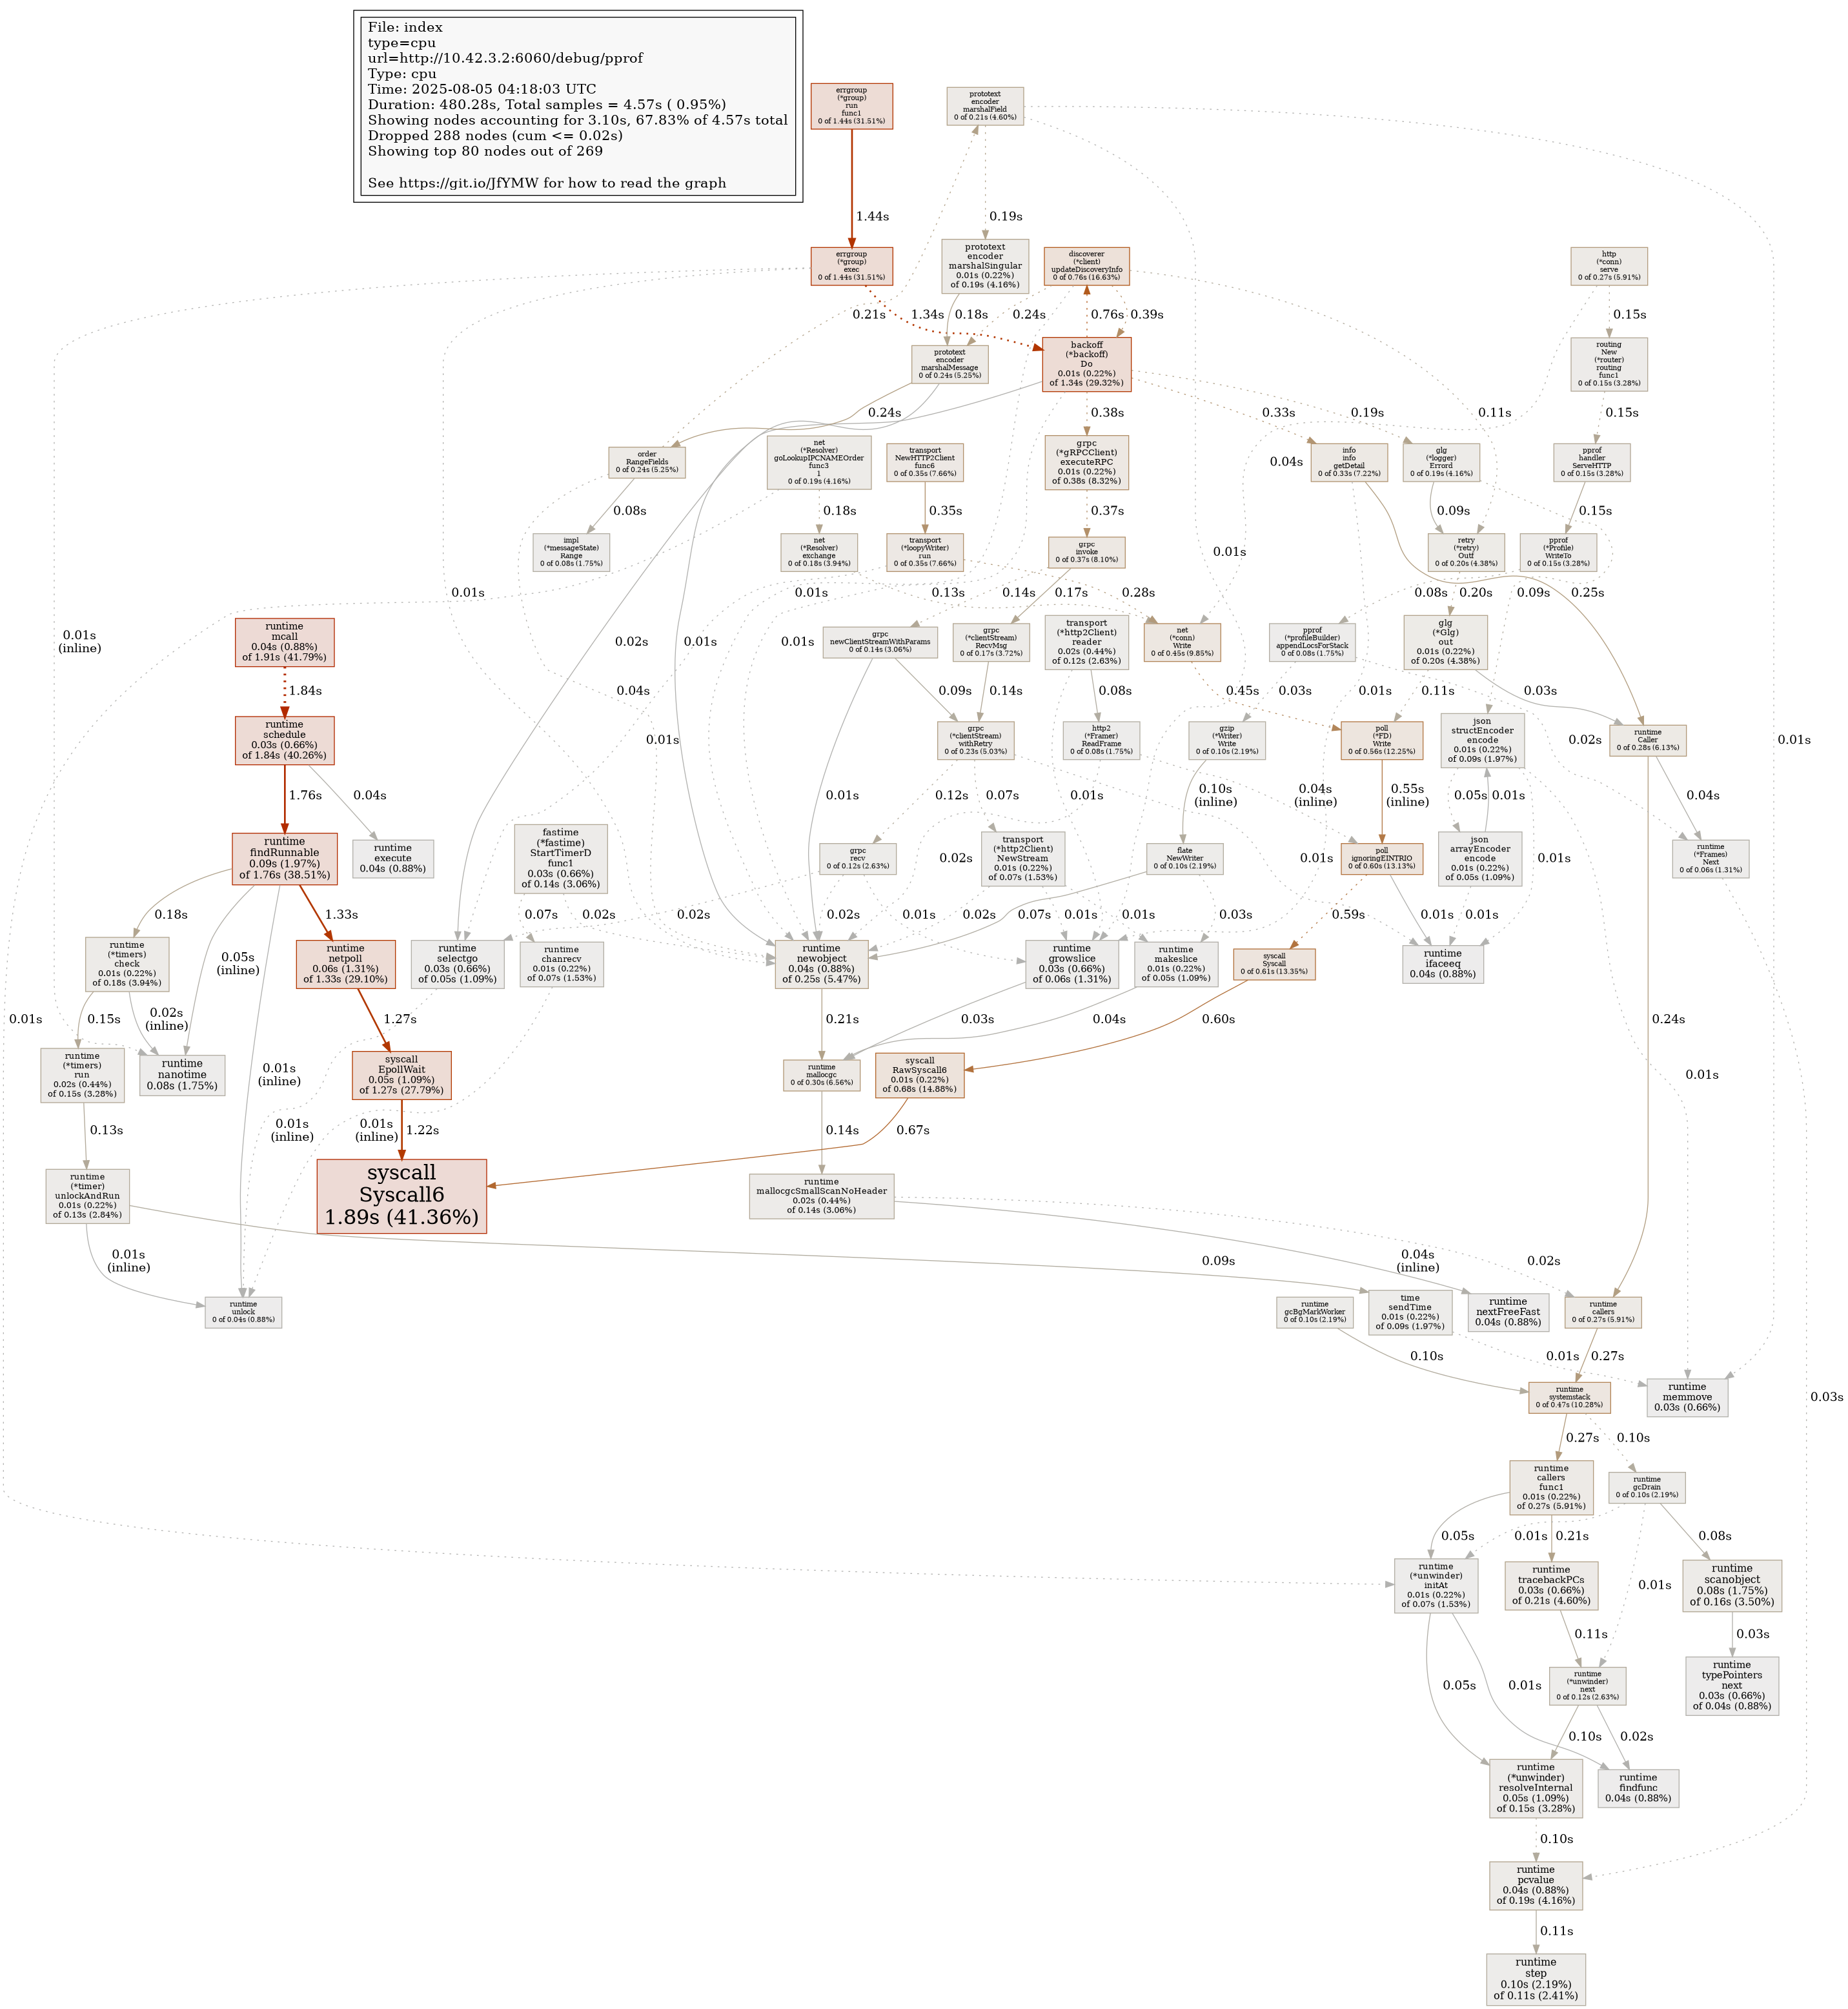 File: index
type=cpu
url=http://10.42.3.2:6060/debug/pprof
Type: cpu
Time: 2025-08-05 04:18:03 UTC
Duration: 480.28s, Total samples = 4.57s ( 0.95%)
Showing nodes accounting for 3.10s, 67.83% of 4.57s total
Dropped 288 nodes (cum <= 0.02s)
Showing top 80 nodes out of 269
See https://git.io/JfYMW for how to read the graph
errgroup
(*group)
run
func1
0 of 1.44s (31.51%)
prototext
encoder
marshalField
0 of 0.21s (4.60%)
1.44s
0.19s
errgroup
(*group)
exec
0 of 1.44s (31.51%)
prototext
encoder
marshalSingular
0.01s (0.22%)
of 0.19s (4.16%)
discoverer
(*client)
updateDiscoveryInfo
0 of 0.76s (16.63%)
http
(*conn)
serve
0 of 0.27s (5.91%)
0.21s
1.34s
0.18s
0.24s
0.76s
0.39s
0.15s
prototext
encoder
marshalMessage
0 of 0.24s (5.25%)
backoff
(*backoff)
Do
0.01s (0.22%)
of 1.34s (29.32%)
routing
New
(*router)
routing
func1
0 of 0.15s (3.28%)
0.24s
0.38s
0.33s
0.19s
0.11s
0.15s
order
RangeFields
0 of 0.24s (5.25%)
net
(*Resolver)
goLookupIPCNAMEOrder
func3
1
0 of 0.19s (4.16%)
transport
NewHTTP2Client
func6
0 of 0.35s (7.66%)
grpc
(*gRPCClient)
executeRPC
0.01s (0.22%)
of 0.38s (8.32%)
0.04s
info
info
getDetail
0 of 0.33s (7.22%)
glg
(*logger)
Errord
0 of 0.19s (4.16%)
pprof
handler
ServeHTTP
0 of 0.15s (3.28%)
0.08s
0.18s
0.35s
0.37s
0.09s
0.15s
impl
(*messageState)
Range
0 of 0.08s (1.75%)
net
(*Resolver)
exchange
0 of 0.18s (3.94%)
transport
(*loopyWriter)
run
0 of 0.35s (7.66%)
grpc
invoke
0 of 0.37s (8.10%)
0.01s
retry
(*retry)
Outf
0 of 0.20s (4.38%)
pprof
(*Profile)
WriteTo
0 of 0.15s (3.28%)
0.01s
(inline)
0.01s
0.01s
0.13s
0.14s
0.17s
0.28s
0.08s
0.20s
0.09s
0.25s
runtime
mcall
0.04s (0.88%)
of 1.91s (41.79%)
0.02s
0.01s
0.01s
grpc
newClientStreamWithParams
0 of 0.14s (3.06%)
grpc
(*clientStream)
RecvMsg
0 of 0.17s (3.72%)
transport
(*http2Client)
reader
0.02s (0.44%)
of 0.12s (2.63%)
net
(*conn)
Write
0 of 0.45s (9.85%)
pprof
(*profileBuilder)
appendLocsForStack
0 of 0.08s (1.75%)
glg
(*Glg)
out
0.01s (0.22%)
of 0.20s (4.38%)
1.84s
0.04s
0.09s
0.14s
0.08s
0.45s
0.03s
0.01s
0.11s
0.03s
runtime
schedule
0.03s (0.66%)
of 1.84s (40.26%)
0.01s
grpc
(*clientStream)
withRetry
0 of 0.23s (5.03%)
http2
(*Framer)
ReadFrame
0 of 0.08s (1.75%)
gzip
(*Writer)
Write
0 of 0.10s (2.19%)
poll
(*FD)
Write
0 of 0.56s (12.25%)
json
structEncoder
encode
0.01s (0.22%)
of 0.09s (1.97%)
0.02s
runtime
Caller
0 of 0.28s (6.13%)
0.01s
1.76s
0.04s
0.01s
0.12s
0.07s
0.01s
0.10s
(inline)
0.04s
(inline)
0.55s
(inline)
0.05s
0.01s
0.04s
runtime
findRunnable
0.09s (1.97%)
of 1.76s (38.51%)
runtime
execute
0.04s (0.88%)
fastime
(*fastime)
StartTimerD
func1
0.03s (0.66%)
of 0.14s (3.06%)
grpc
recv
0 of 0.12s (2.63%)
0.02s
transport
(*http2Client)
NewStream
0.01s (0.22%)
of 0.07s (1.53%)
flate
NewWriter
0 of 0.10s (2.19%)
0.01s
poll
ignoringEINTRIO
0 of 0.60s (13.13%)
json
arrayEncoder
encode
0.01s (0.22%)
of 0.05s (1.09%)
0.01s
runtime
(*Frames)
Next
0 of 0.06s (1.31%)
0.18s
1.33s
0.07s
0.02s
0.02s
0.02s
0.01s
0.02s
0.07s
0.01s
0.01s
0.03s
0.59s
0.01s
0.01s
runtime
(*timers)
check
0.01s (0.22%)
of 0.18s (3.94%)
0.05s
(inline)
runtime
netpoll
0.06s (1.31%)
of 1.33s (29.10%)
runtime
selectgo
0.03s (0.66%)
of 0.05s (1.09%)
runtime
chanrecv
0.01s (0.22%)
of 0.07s (1.53%)
runtime
newobject
0.04s (0.88%)
of 0.25s (5.47%)
runtime
growslice
0.03s (0.66%)
of 0.06s (1.31%)
runtime
makeslice
0.01s (0.22%)
of 0.05s (1.09%)
syscall
Syscall
0 of 0.61s (13.35%)
runtime
ifaceeq
0.04s (0.88%)
0.01s
0.15s
0.02s
(inline)
1.27s
0.21s
0.03s
0.04s
0.60s
0.24s
runtime
(*timers)
run
0.02s (0.44%)
of 0.15s (3.28%)
runtime
nanotime
0.08s (1.75%)
0.01s
(inline)
syscall
EpollWait
0.05s (1.09%)
of 1.27s (27.79%)
runtime
mallocgc
0 of 0.30s (6.56%)
syscall
RawSyscall6
0.01s (0.22%)
of 0.68s (14.88%)
0.01s
0.13s
0.01s
(inline)
0.01s
(inline)
1.22s
0.14s
0.67s
runtime
(*timer)
unlockAndRun
0.01s (0.22%)
of 0.13s (2.84%)
syscall
Syscall6
1.89s (41.36%)
runtime
mallocgcSmallScanNoHeader
0.02s (0.44%)
of 0.14s (3.06%)
0.01s
(inline)
0.09s
0.04s
(inline)
0.02s
runtime
unlock
0 of 0.04s (0.88%)
runtime
gcBgMarkWorker
0 of 0.10s (2.19%)
time
sendTime
0.01s (0.22%)
of 0.09s (1.97%)
runtime
nextFreeFast
0.04s (0.88%)
runtime
callers
0 of 0.27s (5.91%)
0.10s
0.01s
0.27s
runtime
systemstack
0 of 0.47s (10.28%)
runtime
memmove
0.03s (0.66%)
0.03s
0.27s
0.10s
runtime
callers
func1
0.01s (0.22%)
of 0.27s (5.91%)
runtime
gcDrain
0 of 0.10s (2.19%)
0.05s
0.01s
0.21s
0.08s
runtime
(*unwinder)
initAt
0.01s (0.22%)
of 0.07s (1.53%)
runtime
tracebackPCs
0.03s (0.66%)
of 0.21s (4.60%)
0.01s
runtime
scanobject
0.08s (1.75%)
of 0.16s (3.50%)
0.11s
0.03s
0.05s
0.01s
runtime
(*unwinder)
next
0 of 0.12s (2.63%)
runtime
typePointers
next
0.03s (0.66%)
of 0.04s (0.88%)
0.10s
0.02s
runtime
(*unwinder)
resolveInternal
0.05s (1.09%)
of 0.15s (3.28%)
runtime
findfunc
0.04s (0.88%)
0.10s
runtime
pcvalue
0.04s (0.88%)
of 0.19s (4.16%)
0.11s
runtime
step
0.10s (2.19%)
of 0.11s (2.41%)